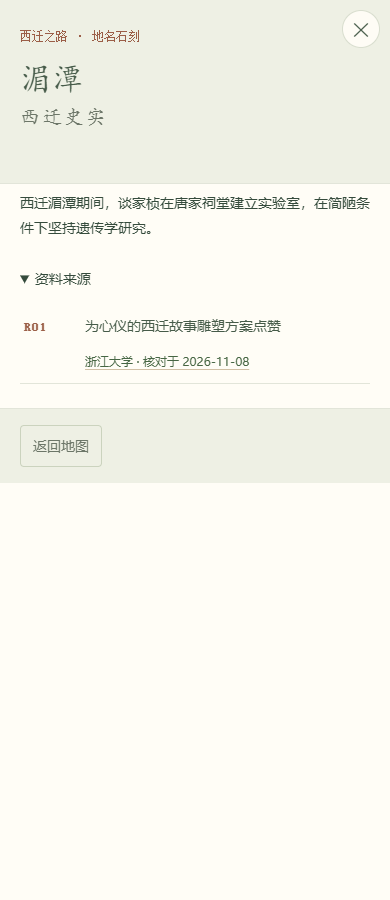 西迁之路 · 地名石刻
湄潭
西迁史实
西迁湄潭期间，谈家桢在唐家祠堂建立实验室，在简陋条
件下坚持遗传学研究。
▼ 资料来源
R01 为心仪的西迁故事雕塑方案点赞
浙江大学 · 核对于 2026-11-08
返回地图